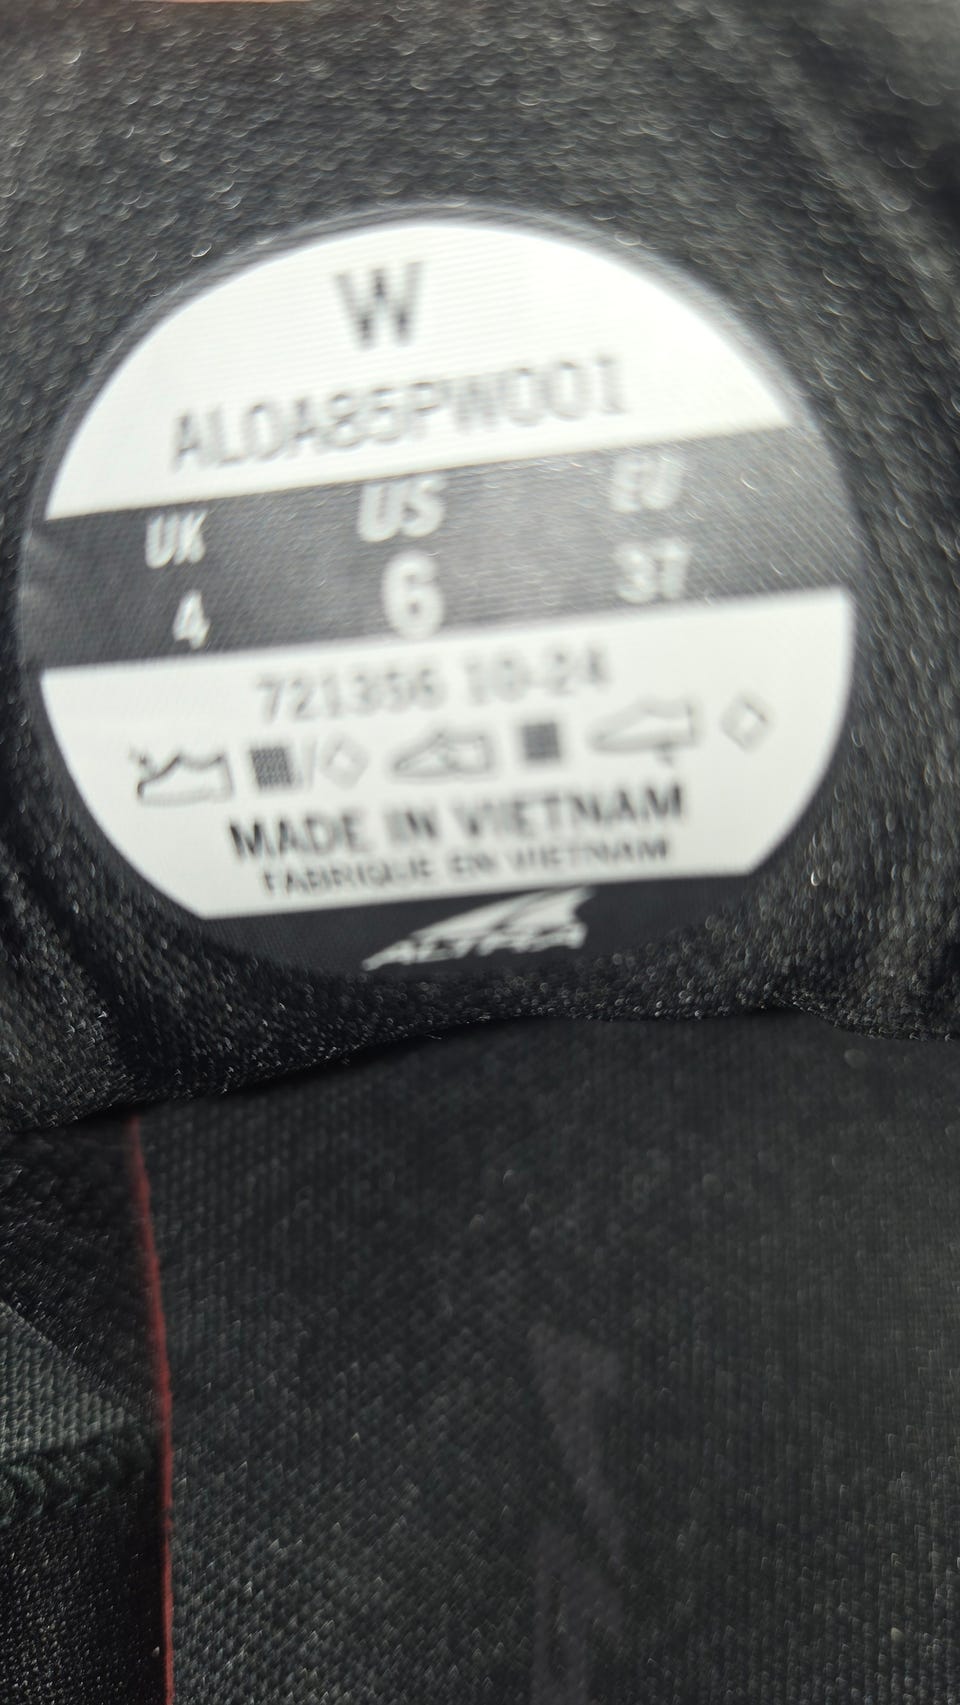 W
AL0A85PW001
UK US EU
4 6 37
721356 10-24
MADE IN VIETNAM
FABRIQUE EN VIETNAM
ALTRA